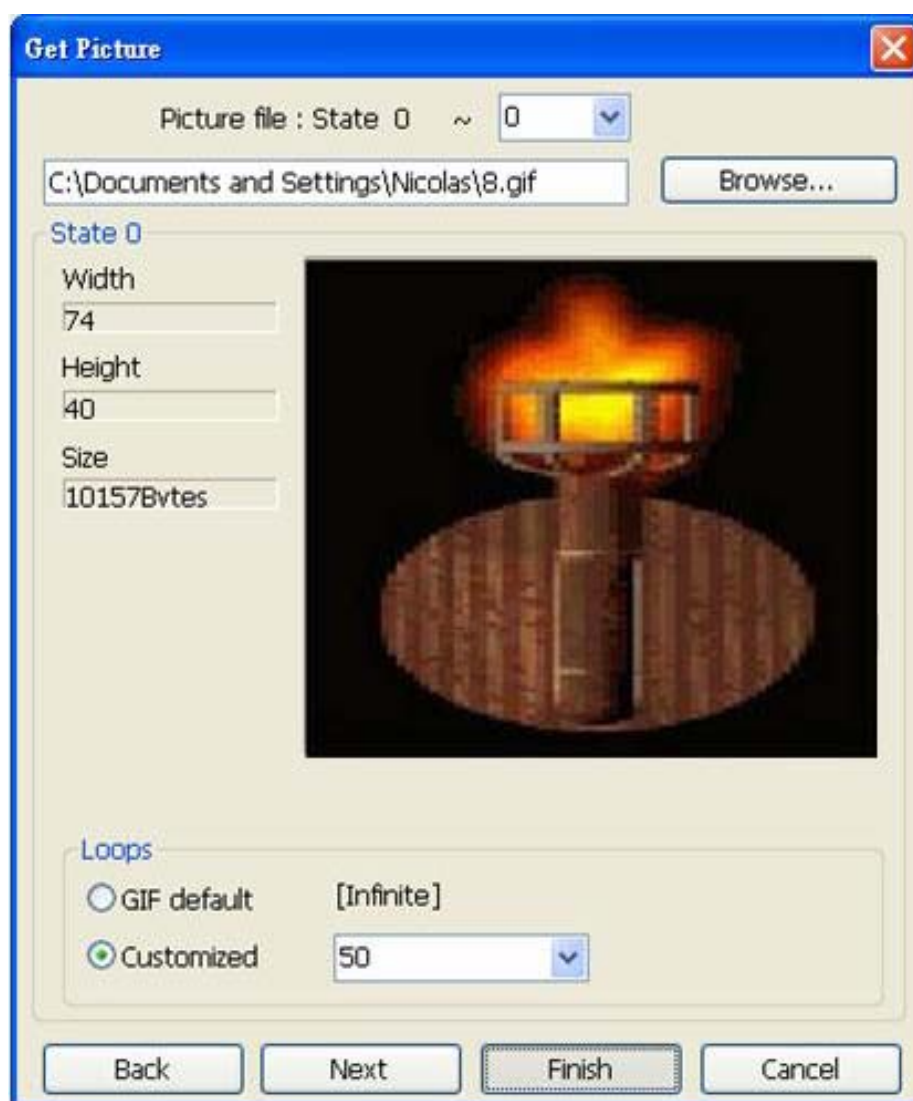 Get Picture
Picture file : State 0 ~ 0
C:\Documents and Settings\Nicolas\8.gif Browse...
State 0
Width
74
Height
40
Size
10157Bytes
Loops
GIF default [Infinite]
Customized 50
Back Next Finish Cancel